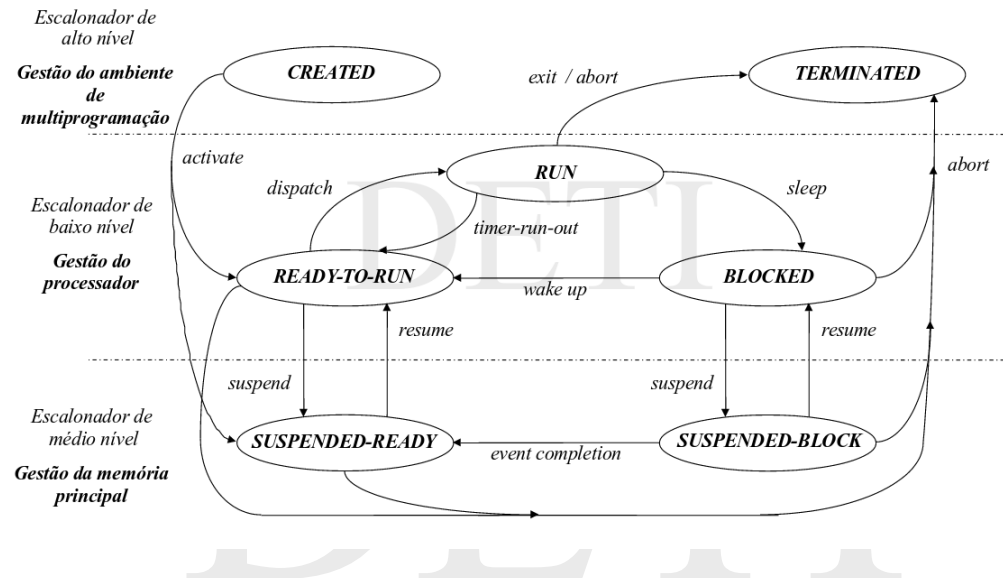 Escalonador de
alto nível
Gestão do ambiente
de
multiprogramação
CREATED
exit / abort
TERMINATED
activate
dispatch
RUN
sleep
abort
timer-run-out
Escalonador de
baixo nível
Gestão do
processador
READY-TO-RUN
wake up
BLOCKED
resume
resume
suspend
suspend
Escalonador de
médio nível
Gestão da memória
principal
SUSPENDED-READY
event completion
SUSPENDED-BLOCK
DETI
DETI